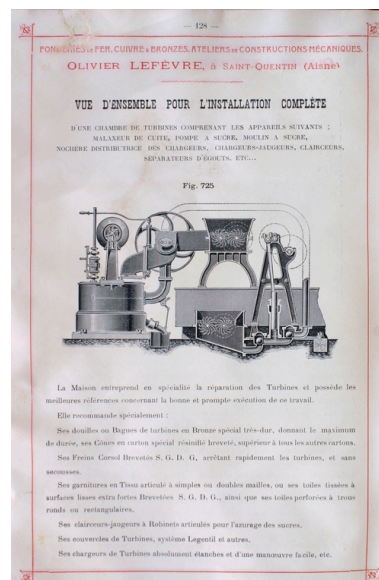 — 128 —
FONDERIES DE FER, CUIVRE & BRONZES, ATELIERS DE CONSTRUCTIONS MÉCANIQUES.
OLIVIER LEFÈVRE, à SAINT-QUENTIN (Aisne)
VUE D'ENSEMBLE POUR L'INSTALLATION COMPLÈTE
D'UNE CHAMBRE DE TURBINES COMPRENANT LES APPAREILS SUIVANTS ;
MALAXEUR DE CUITE, POMPE A SUCRE, MOULIN A SUCRE,
NOCHÈRE DISTRIBUTRICE DES CHARGEURS, CHARGEURS-JAUGEURS, CLAIRCEURS,
SÉPARATEURS D'ÉGOUTS, ETC...
Fig. 725
La Maison entreprend en spécialité la réparation des Turbines et possède les
meilleures références concernant la bonne et prompte exécution de ce travail.
Elle recommande spécialement :
Ses douilles ou Bagues de turbines en Bronze spécial très-dur, donnant le maximum
de durée, ses Cônes en carton spécial résinifié breveté, supérieur à tous les autres cartons.
Ses Freins Corsol Brevetés S. G. D. G., arrêtant rapidement les turbines, et sans
secousses.
Ses garnitures en Tissu articulé à simples ou doubles mailles, ou ses toiles tissées à
surfaces lisses extra fortes Brevetées S. G. D. G., ainsi que ses toiles perforées à trous
ronds ou rectangulaires.
Ses clairceurs-jaugeurs à Robinets articulés pour l'azurage des sucres.
Ses couvercles de Turbines, système Legentil et autres.
Ses chargeurs de Turbines absolument étanches et d'une manœuvre facile, etc.